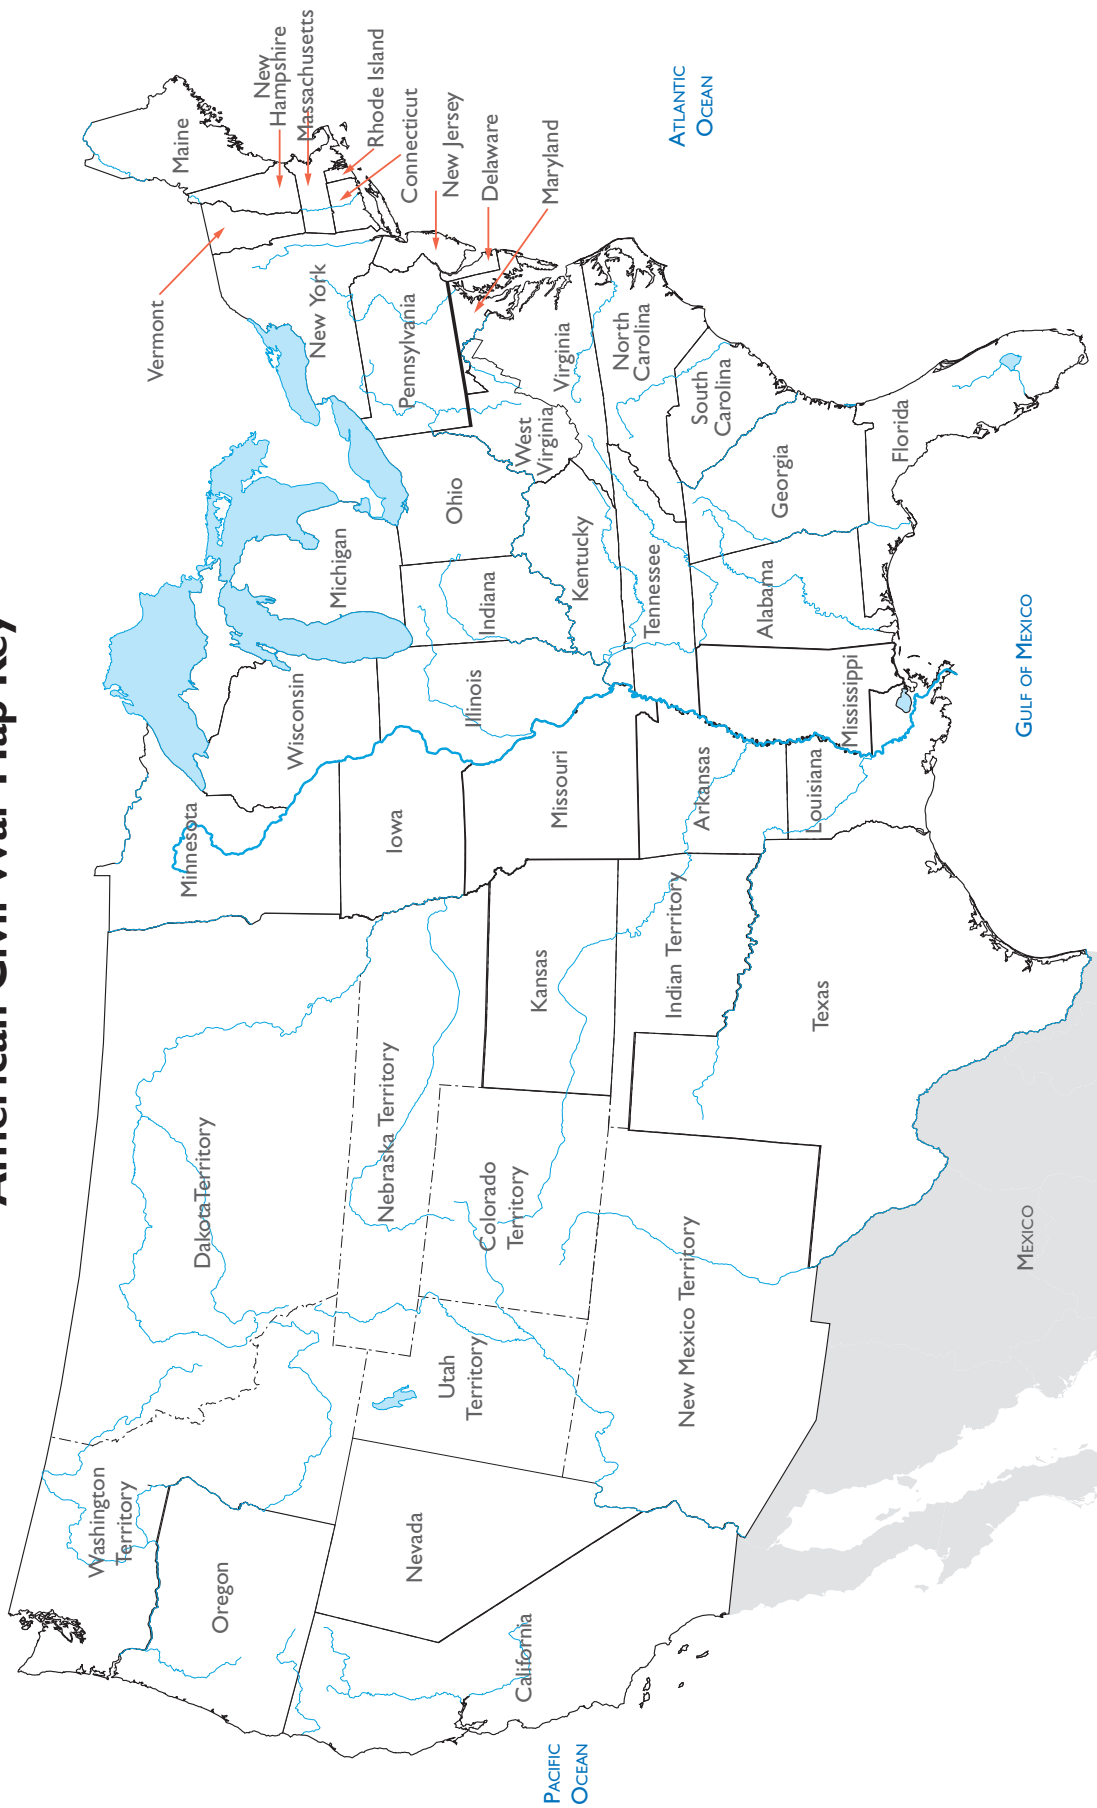 American Civil War Map Key
Washington
Territory
Oregon
California
Nevada
Utah
Territory
DakotaTerritory
Nebraska Territory
Colorado
Territory
New Mexico Territory
Kansas
Indian Territory
Texas
Minnesota
Iowa
Missouri
Arkansas
Louisiana
Wisconsin
Illinois
Michigan
Indiana
Ohio
Kentucky
Tennessee
Mississippi
Alabama
Georgia
Florida
South
Carolina
North
Carolina
Virginia
West
Virginia
Pennsylvania
New York
Vermont
Maine
New
Hampshire
Massachusetts
Rhode Island
Connecticut
New Jersey
Delaware
Maryland
Pacific
Ocean
Atlantic
Ocean
Gulf of Mexico
Mexico